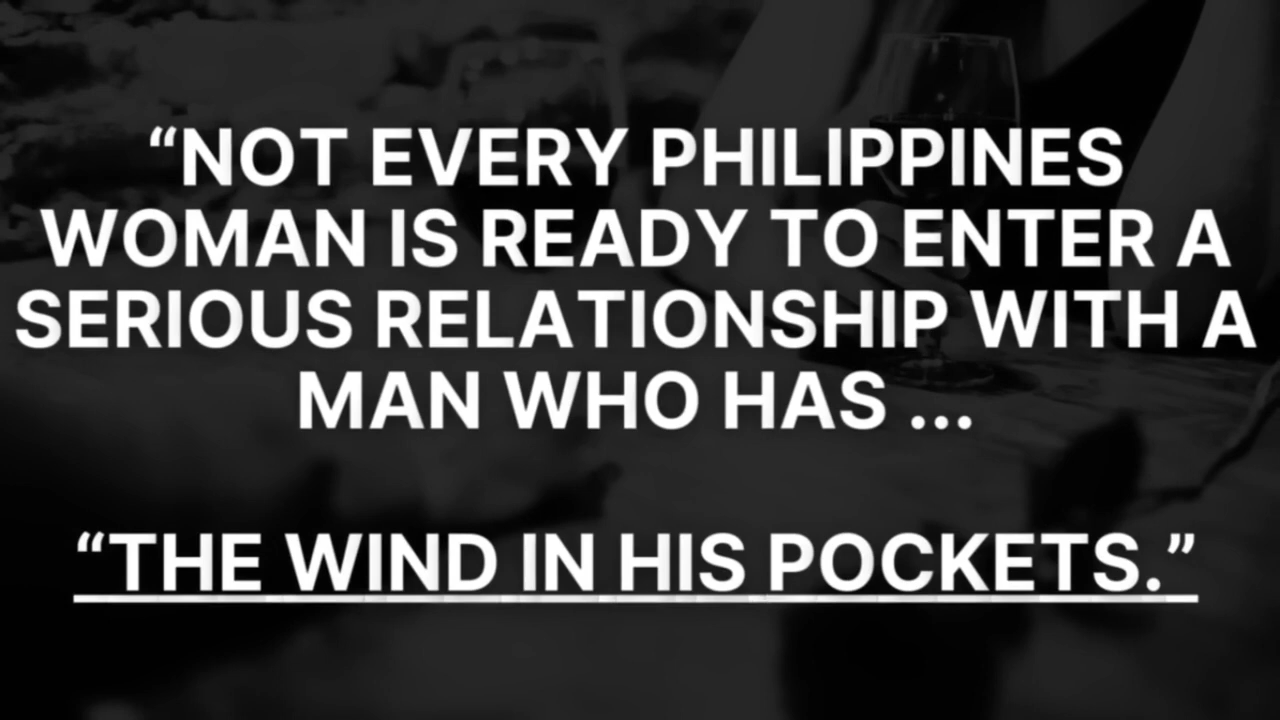 “NOT EVERY PHILIPPINES
WOMAN IS READY TO ENTER A
SERIOUS RELATIONSHIP WITH A
MAN WHO HAS ...
“THE WIND IN HIS POCKETS.”